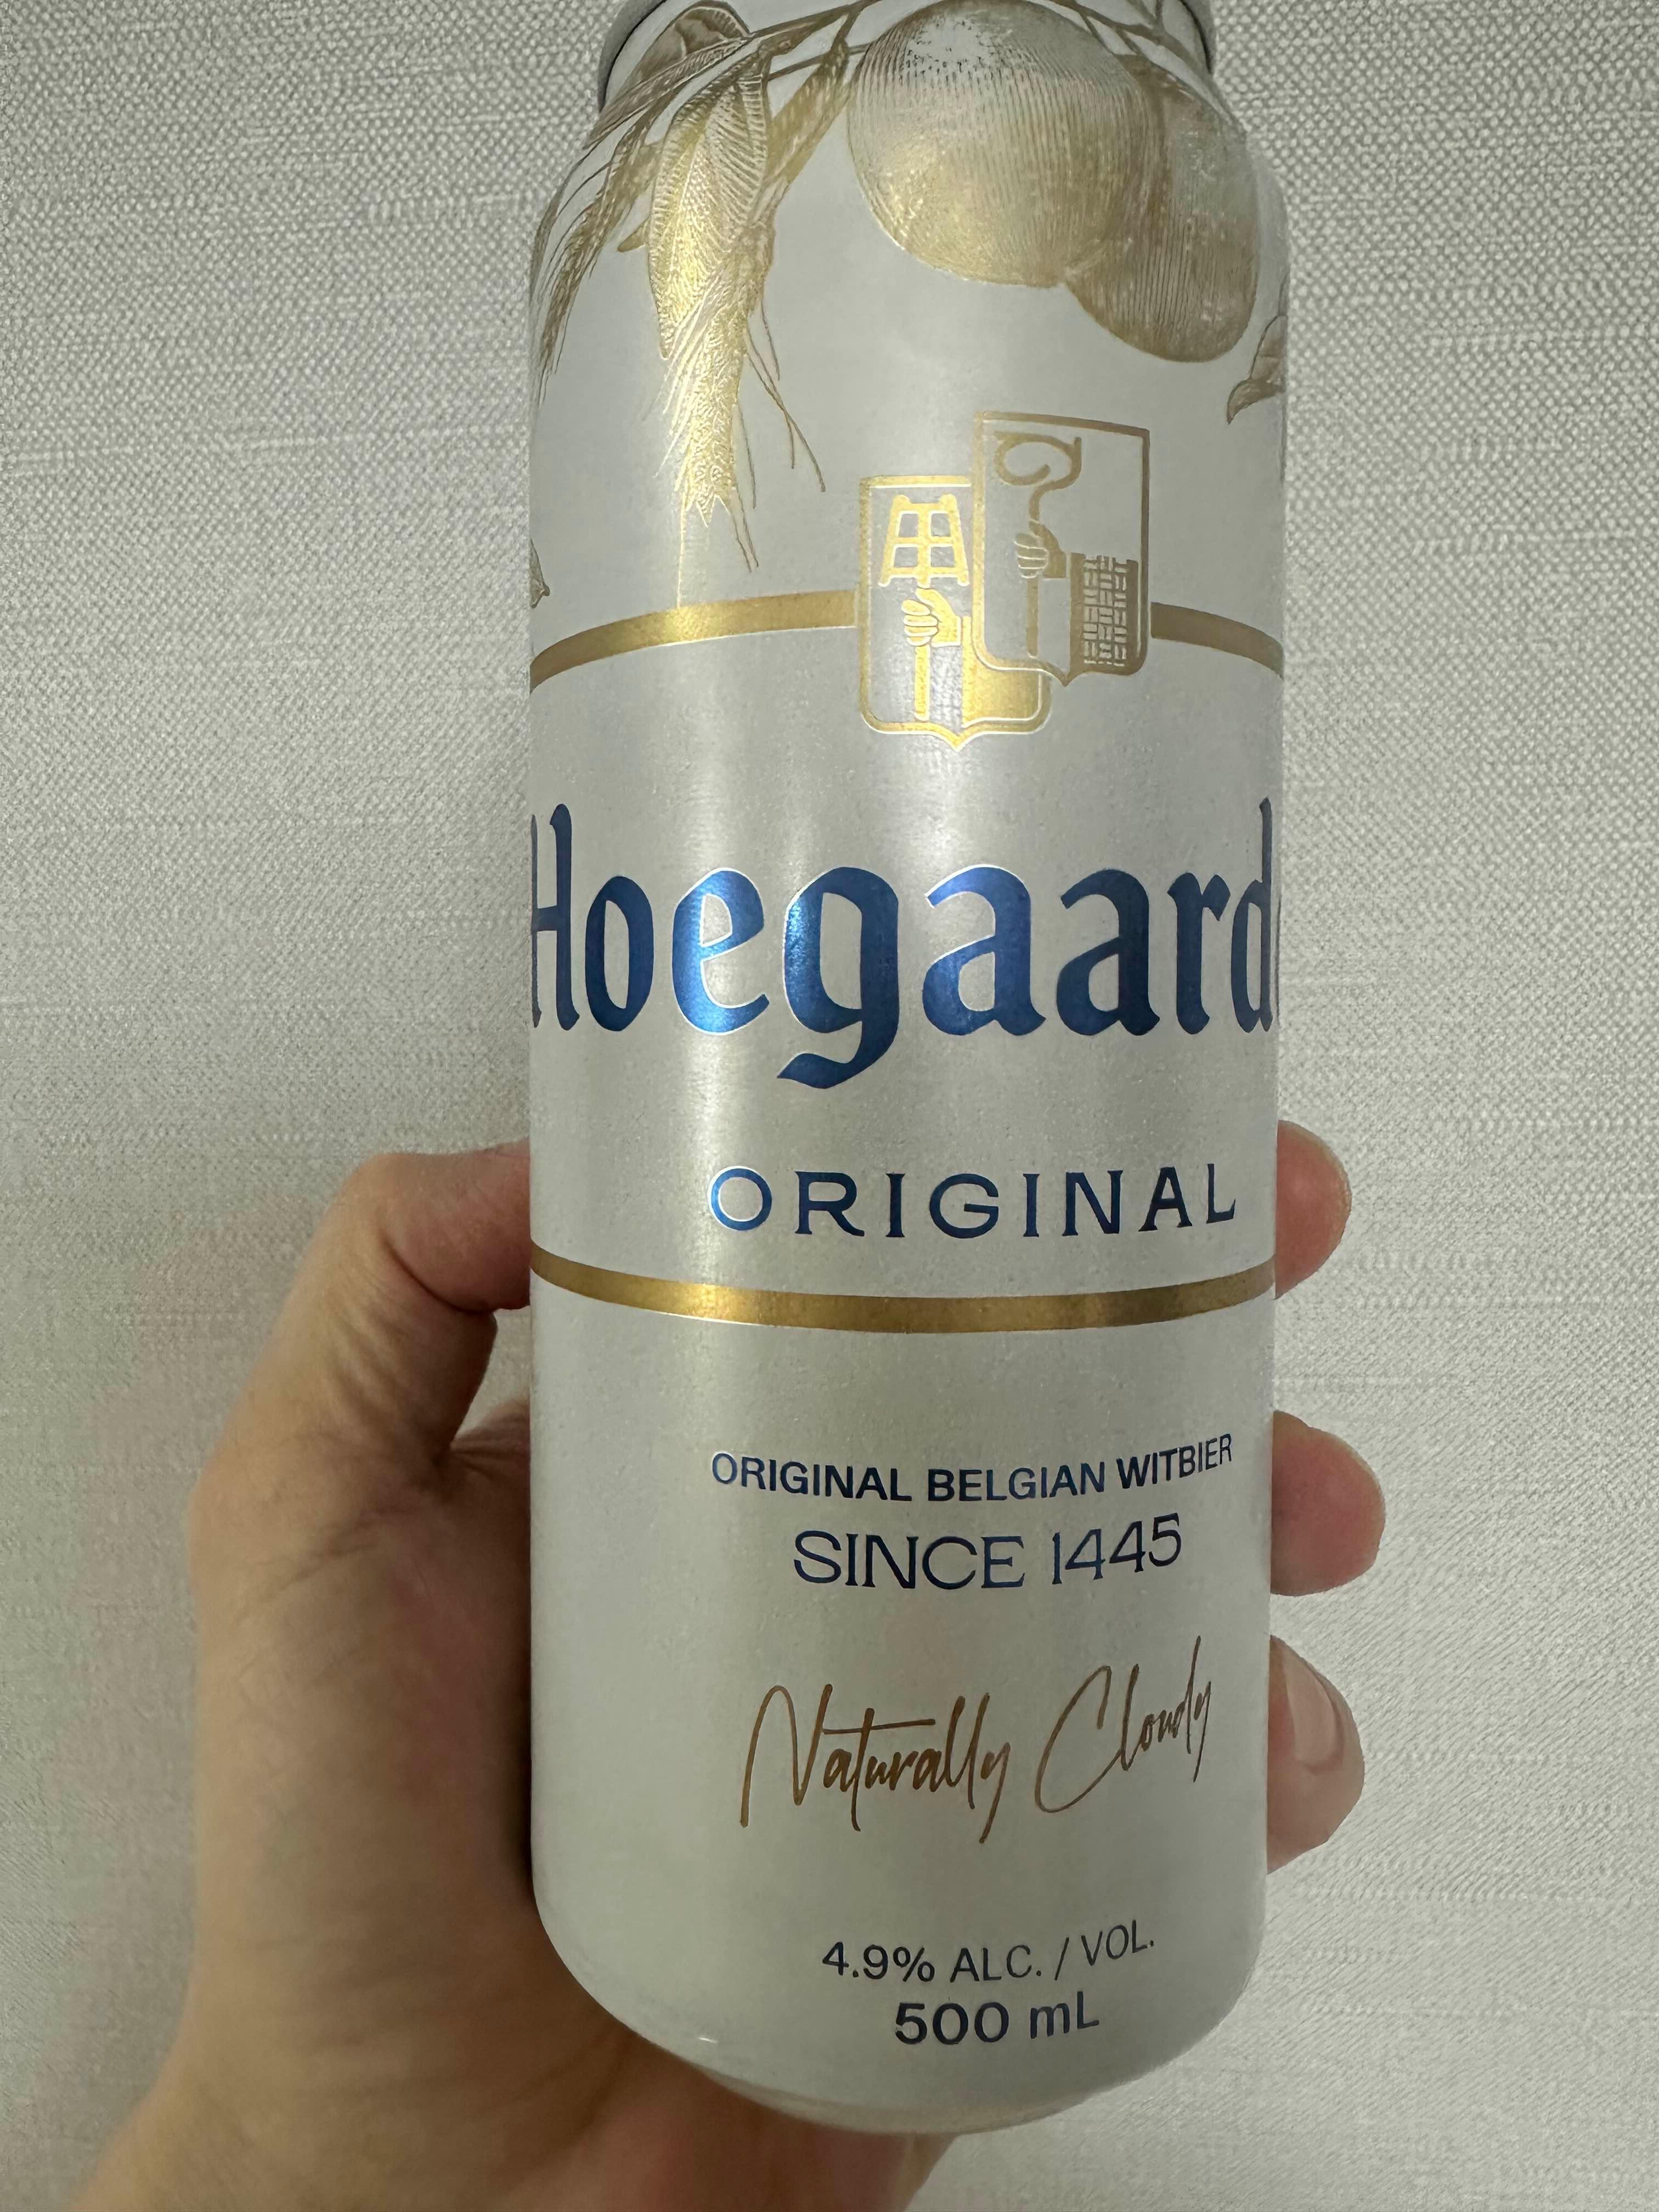 Hoegaard
ORIGINAL
ORIGINAL BELGIAN WITBIER
SINCE 1445
Naturally Cloudy
4.9% ALC. / VOL.
500 mL